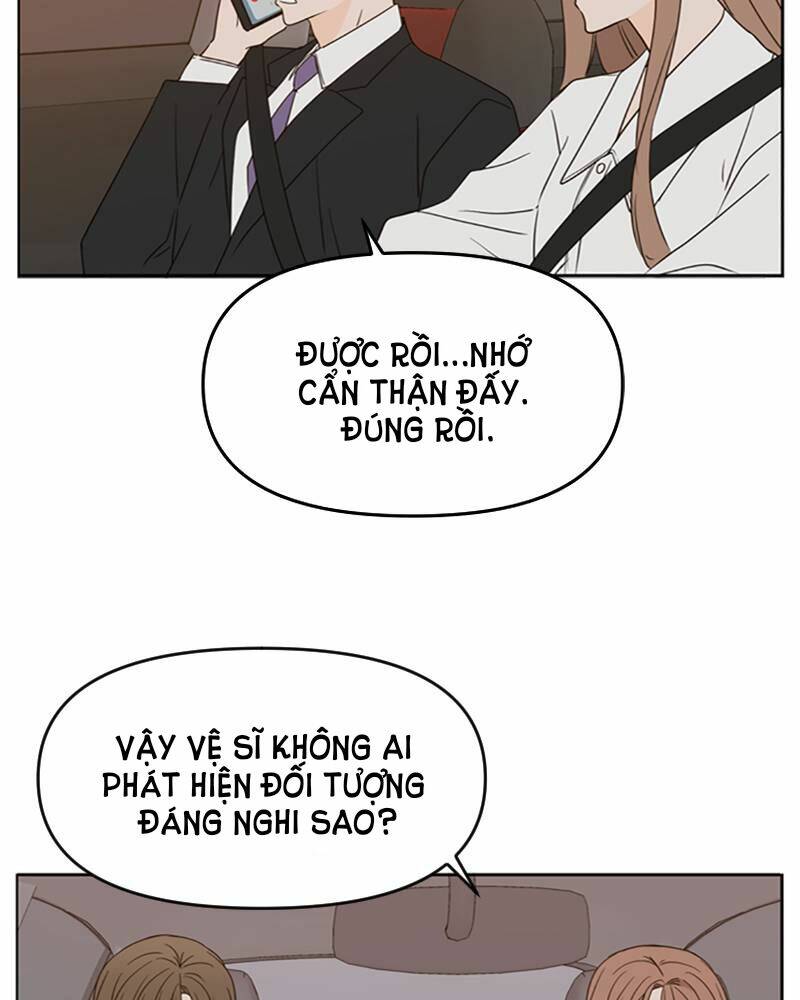 ĐƯỢC RỒI...NHỚ
CẨN THẬN ĐẤY.
ĐÚNG RỒI.
VẬY VỆ SĨ KHÔNG AI
PHÁT HIỆN ĐỐI TƯỢNG
ĐÁNG NGHI SAO?